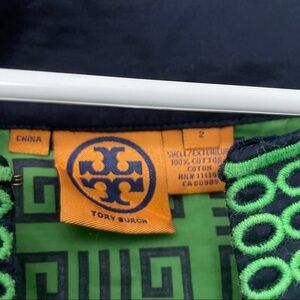 CHINA
2
TORY BURCH
SHELL/EXTERIEUR
100% COTTON
COTON